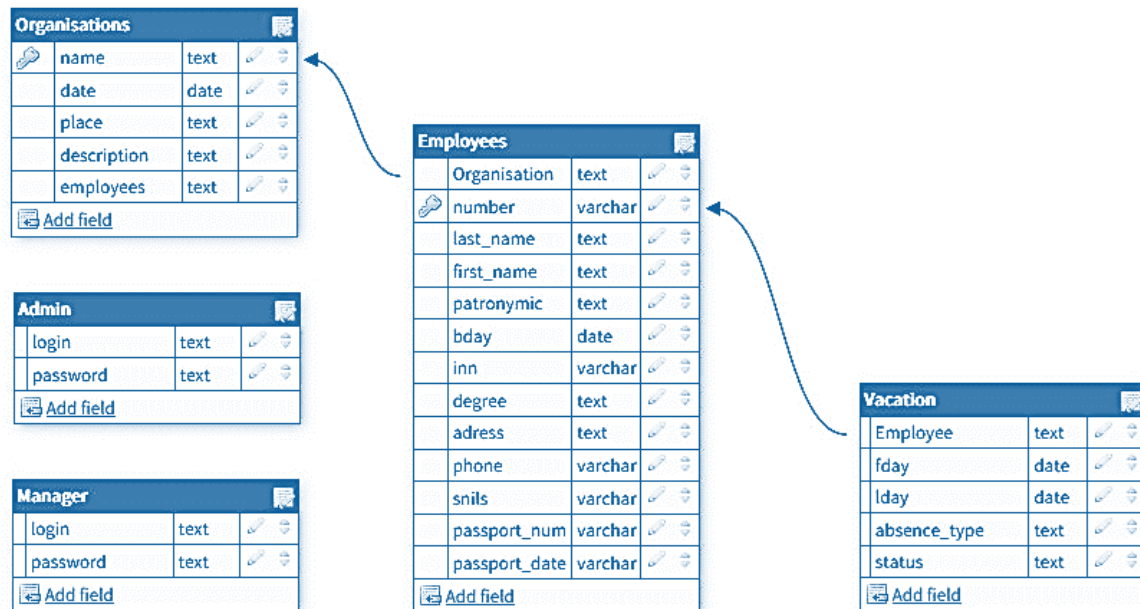 Organisations
name text
date date
place text
description text
employees text
Add field
Admin
login text
password text
Add field
Manager
login text
password text
Add field
Employees
Organisation text
number varchar
last_name text
first_name text
patronymic text
bday date
inn varchar
degree text
adress text
phone varchar
snils varchar
passport_num varchar
passport_date varchar
Add field
Vacation
Employee text
fday date
lday date
absence_type text
status text
Add field